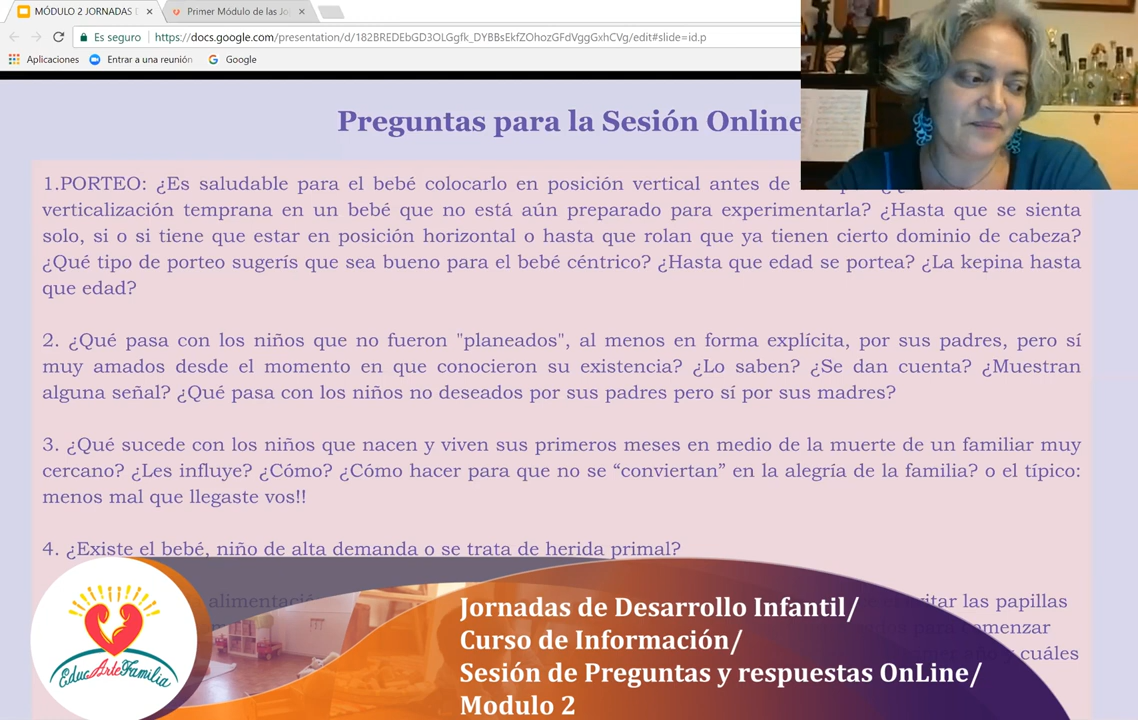 MÓDULO 2 JORNADAS
Primer Módulo de las Jo
Es seguro
https://docs.google.com/presentation/d/182BREDEbGD3OLGgfk_DYBBsEkfZOhozGFdVggGxhCVg/edit#slide=id.p
Aplicaciones
Entrar a una reunión
Google
Preguntas para la Sesión Online
1.PORTEO: ¿Es saludable para el bebé colocarlo en posición vertical antes de
verticalización temprana en un bebé que no está aún preparado para experimentarla? ¿Hasta que se sienta
solo, si o si tiene que estar en posición horizontal o hasta que rolan que ya tienen cierto dominio de cabeza?
¿Qué tipo de porteo sugerís que sea bueno para el bebé céntrico? ¿Hasta que edad se portea? ¿La kepina hasta
que edad?
2. ¿Qué pasa con los niños que no fueron "planeados", al menos en forma explícita, por sus padres, pero sí
muy amados desde el momento en que conocieron su existencia? ¿Lo saben? ¿Se dan cuenta? ¿Muestran
alguna señal? ¿Qué pasa con los niños no deseados por sus padres pero sí por sus madres?
3. ¿Qué sucede con los niños que nacen y viven sus primeros meses en medio de la muerte de un familiar muy
cercano? ¿Les influye? ¿Cómo? ¿Cómo hacer para que no se “conviertan” en la alegría de la familia? o el típico:
menos mal que llegaste vos!!
4. ¿Existe el bebé, niño de alta demanda o se trata de herida primal?
las papillas
comenzar
cuáles
EducArteFamilia
Jornadas de Desarrollo Infantil/
Curso de Información/
Sesión de Preguntas y respuestas OnLine/
Modulo 2